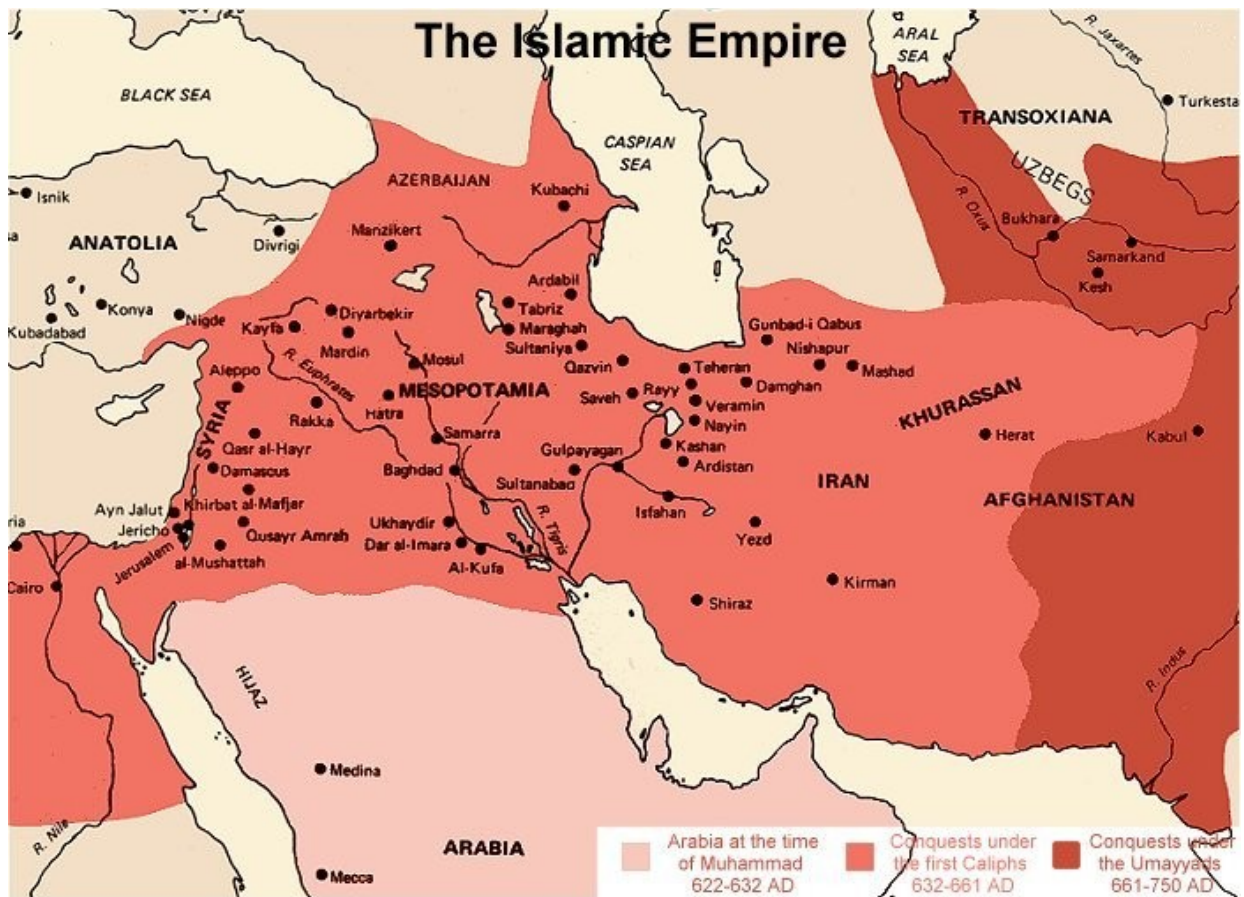 The Islamic Empire
ARAL
SEA
R. Jaxartes
BLACK SEA
Turkesta
TRANSOXIANA
CASPIAN
SEA
UZBEGS
AZERBAIJAN
Kubachi
R. Oxus
Isnik
Bukhara
Manzikert
ANATOLIA
Divrigi
Samarkand
Kesh
Ardabil
Tabriz
Konya
Nigde
Diyarbekir
Kubadabad
Kayfa
Maraghah
Gunbad-i Qabus
Mardin
Sultaniya
Nishapur
Mosul
Qazvin
Teheran
Mashad
Aleppo
R. Euphrates
MESOPOTAMIA
Saveh
Rayy
Damghan
KHURASSAN
Veramin
Hatra
Rakka
Nayin
SYRIA
Samarra
Herat
Kabul
Qasr al-Hayr
Gulpayagan
Kashan
Damascus
Baghdad
Ardistan
Sultanabad
IRAN
AFGHANISTAN
Khirbat al-Mafjar
Isfahan
Ayn Jalut
R. Tigris
Ukhaydir
Jericho
Qusayr Amrah
Yezd
Dar al-Imara
Jerusalem
al-Mushattah
Al-Kufa
Cairo
Kirman
Shiraz
HIJAZ
R. Indus
Medina
R. Nile
ARABIA
Mecca
Arabia at the time
of Muhammad
622-632 AD
Conquests under
the first Caliphs
632-661 AD
Conquests under
the Umayyads
661-750 AD